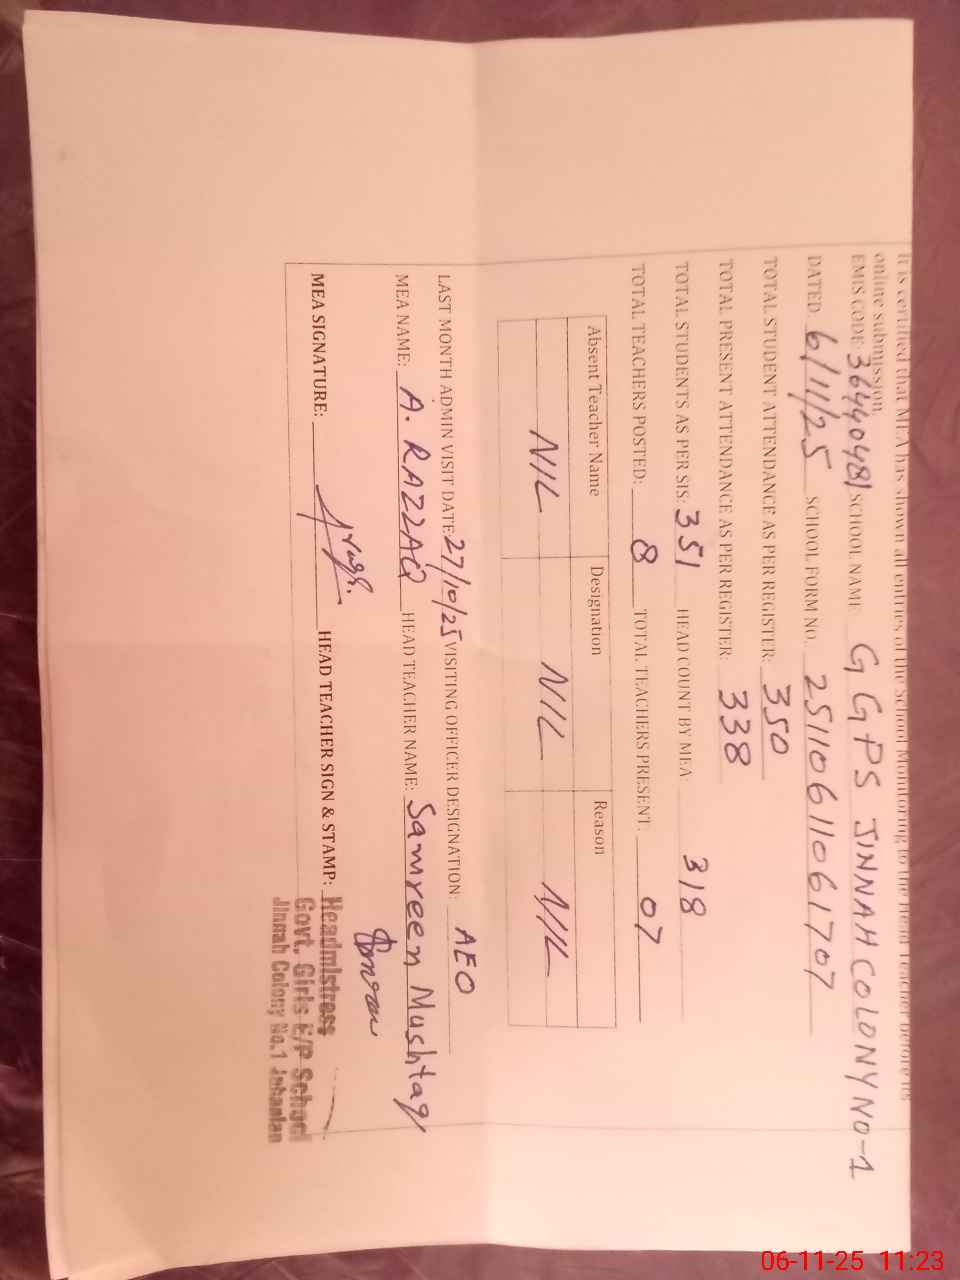 It is certified that MEA has shown all entries of the School Monitoring to the Head Teacher before its
online submission.
EMIS CODE 36440481 SCHOOL NAME G GPS JINNAH COLONY NO-1
DATED: 6/11/25 SCHOOL FORM No. 25110611061707
TOTAL STUDENT ATTENDANCE AS PER REGISTER: 350
TOTAL PRESENT ATTENDANCE AS PER REGISTER: 338
TOTAL STUDENTS AS PER SIS: 351 HEAD COUNT BY MEA: 318
TOTAL TEACHERS POSTED: 8 TOTAL TEACHERS PRESENT: 07
Absent Teacher Name Designation Reason
NIL NIL NIL
LAST MONTH ADMIN VISIT DATE: 27/10/25 VISITING OFFICER DESIGNATION: AEO
MEA NAME: A. RAZZAQ HEAD TEACHER NAME: Samreen Mushtaq
MEA SIGNATURE: HEAD TEACHER SIGN & STAMP: Headmistress
Govt. Girls E/P School
Jinnah Colony No.1 Jahanian
06-11-25 11:23